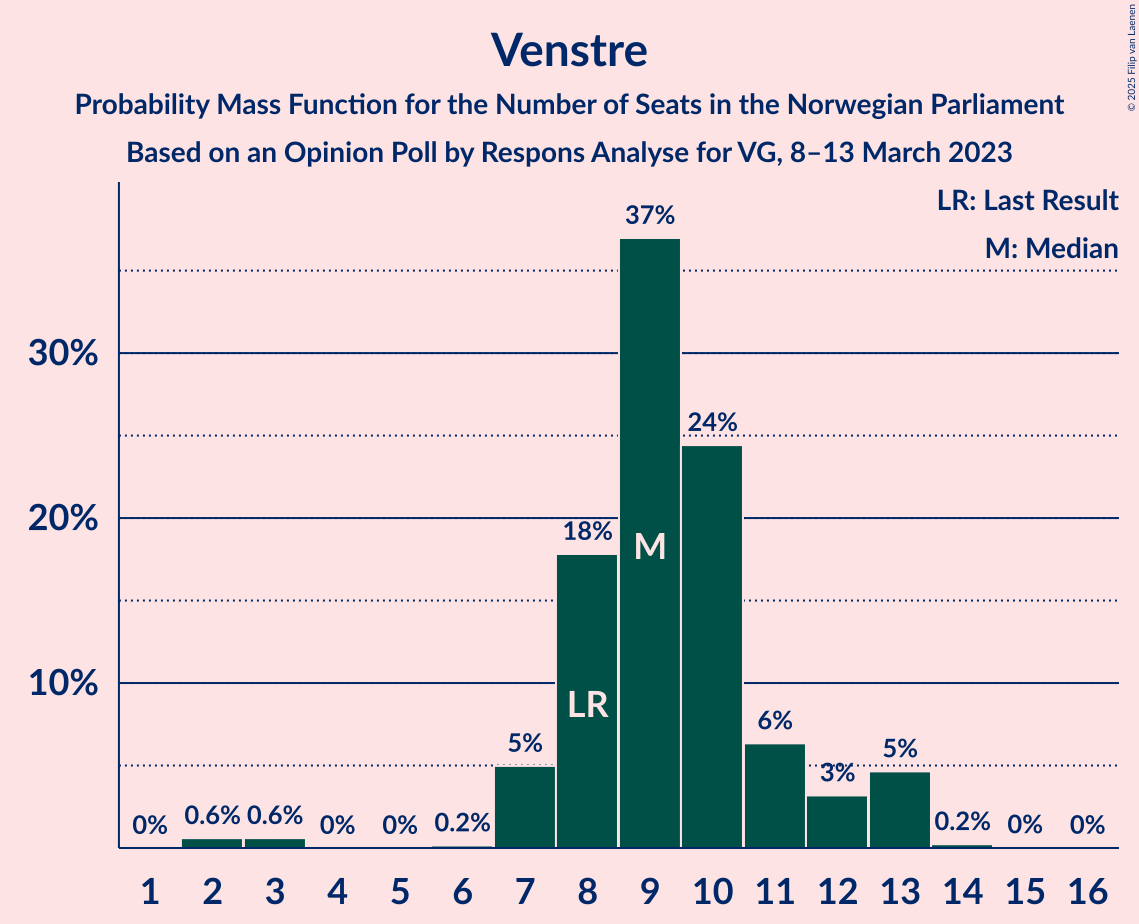 © 2025 Filip van Laenen
Venstre
Probability Mass Function for the Number of Seats in the Norwegian Parliament
Based on an Opinion Poll by Respons Analyse for VG, 8–13 March 2023
LR: Last Result
M: Median
30%
20%
10%
0%
0.6%
0.6%
0%
0%
0.2%
5%
18%
37%
24%
6%
3%
5%
0.2%
0%
0%
LR
M
1 2 3 4 5 6 7 8 9 10 11 12 13 14 15 16